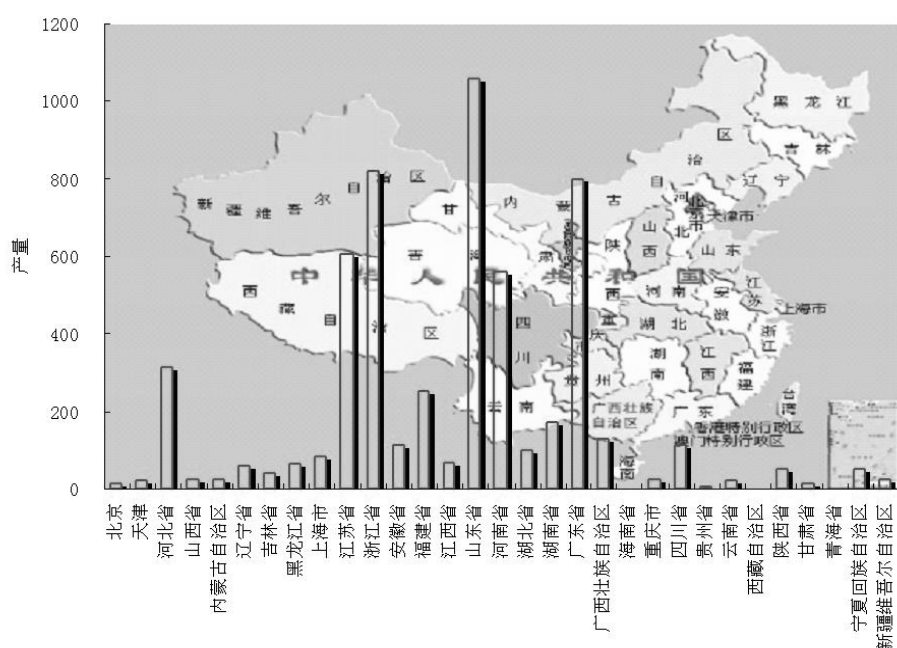 1200
1000
800
600
400
200
0
产量
北京
天津
河北省
山西省
内蒙古自治区
辽宁省
吉林省
黑龙江省
上海市
江苏省
浙江省
安徽省
福建省
江西省
山东省
河南省
湖北省
湖南省
广东省
广西壮族自治区
海南省
重庆市
四川省
贵州省
云南省
西藏自治区
陕西省
甘肃省
青海省
宁夏回族自治区
新疆维吾尔自治区
黑龙江
吉林
辽宁
内蒙古自治区
新疆维吾尔自治区
甘肃
天津市
河北
山西
山东
陕西
西藏自治区
河南
江苏
安徽
上海市
湖北
四川
浙江
湖南
江西
福建
云南
台湾
广西壮族
自治区
广东
香港特别行政区
澳门特别行政区
海南